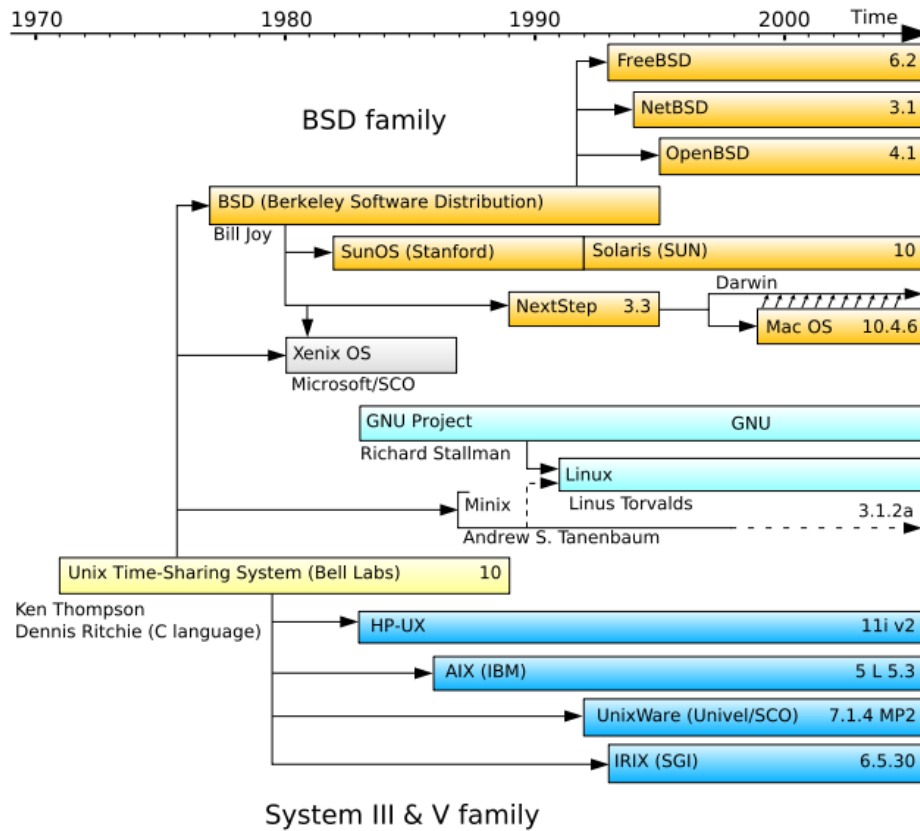 1970 1980 1990 2000 Time
FreeBSD 6.2
BSD family
NetBSD 3.1
OpenBSD 4.1
BSD (Berkeley Software Distribution)
Bill Joy
SunOS (Stanford) Solaris (SUN) 10
Darwin
NextStep 3.3
Mac OS 10.4.6
Xenix OS
Microsoft/SCO
GNU Project GNU
Richard Stallman
Linux
Linus Torvalds
Minix
3.1.2a
Andrew S. Tanenbaum
Unix Time-Sharing System (Bell Labs) 10
Ken Thompson
Dennis Ritchie (C language)
HP-UX 11i v2
AIX (IBM) 5 L 5.3
UnixWare (Univel/SCO) 7.1.4 MP2
IRIX (SGI) 6.5.30
System III & V family